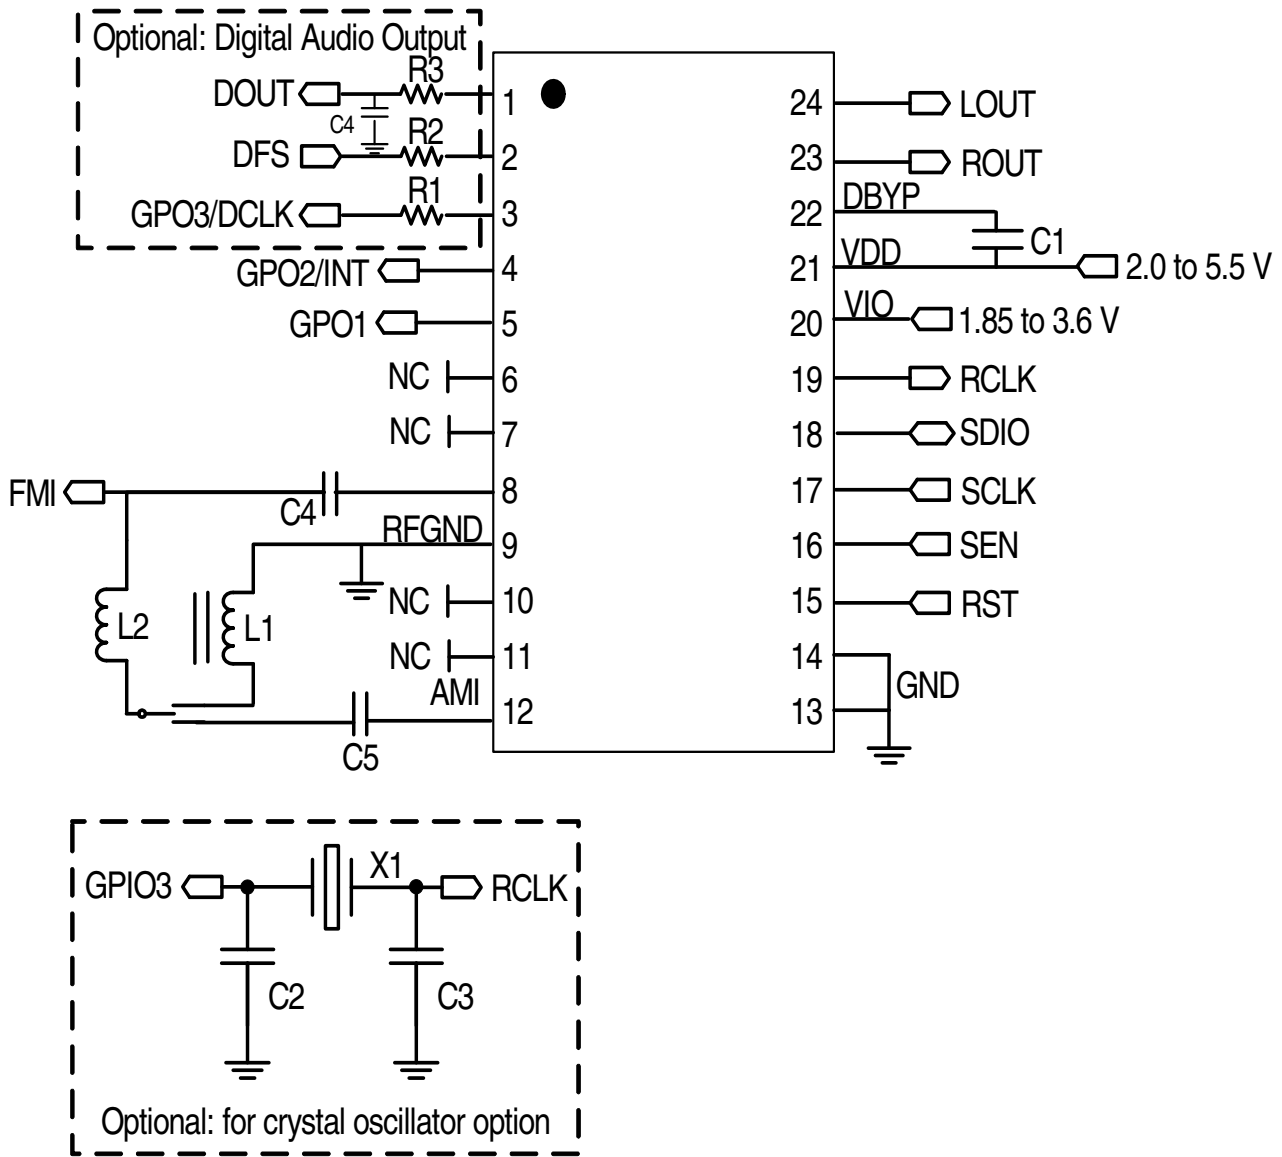 Optional: Digital Audio Output
R3
DOUT
1
C4
R2
DFS
2
R1
GPO3/DCLK
3
GPO2/INT
4
GPO1
5
NC
6
NC
7
FMI
C4
8
RFGND
9
L2
L1
NC
10
NC
11
AMI
12
C5
24
LOUT
23
ROUT
DBYP
22
C1
VDD
21
2.0 to 5.5 V
VIO
20
1.85 to 3.6 V
19
RCLK
18
SDIO
17
SCLK
16
SEN
15
RST
14
GND
13
GPIO3
X1
RCLK
C2
C3
Optional: for crystal oscillator option